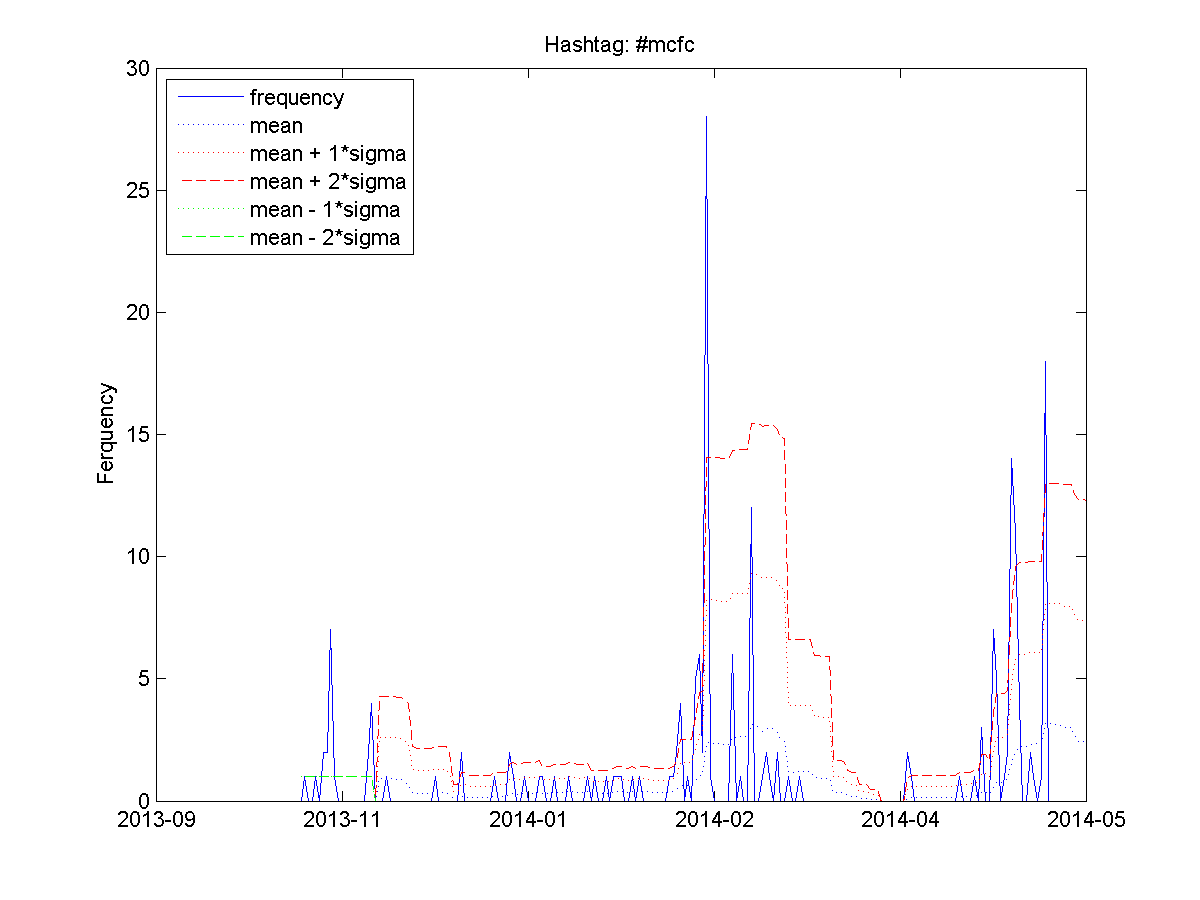 Hashtag: #mcfc
30
25
20
15
10
5
0
Ferquency
frequency
mean
mean + 1*sigma
mean + 2*sigma
mean - 1*sigma
mean - 2*sigma
2013-09 2013-11 2014-01 2014-02 2014-04 2014-05